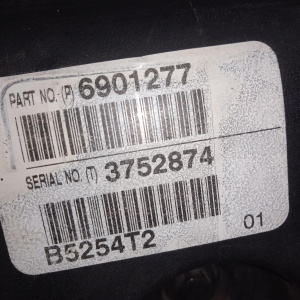 PART NO. (P) 6901277
SERIAL NO. (T) 3752874
B5254T2 01